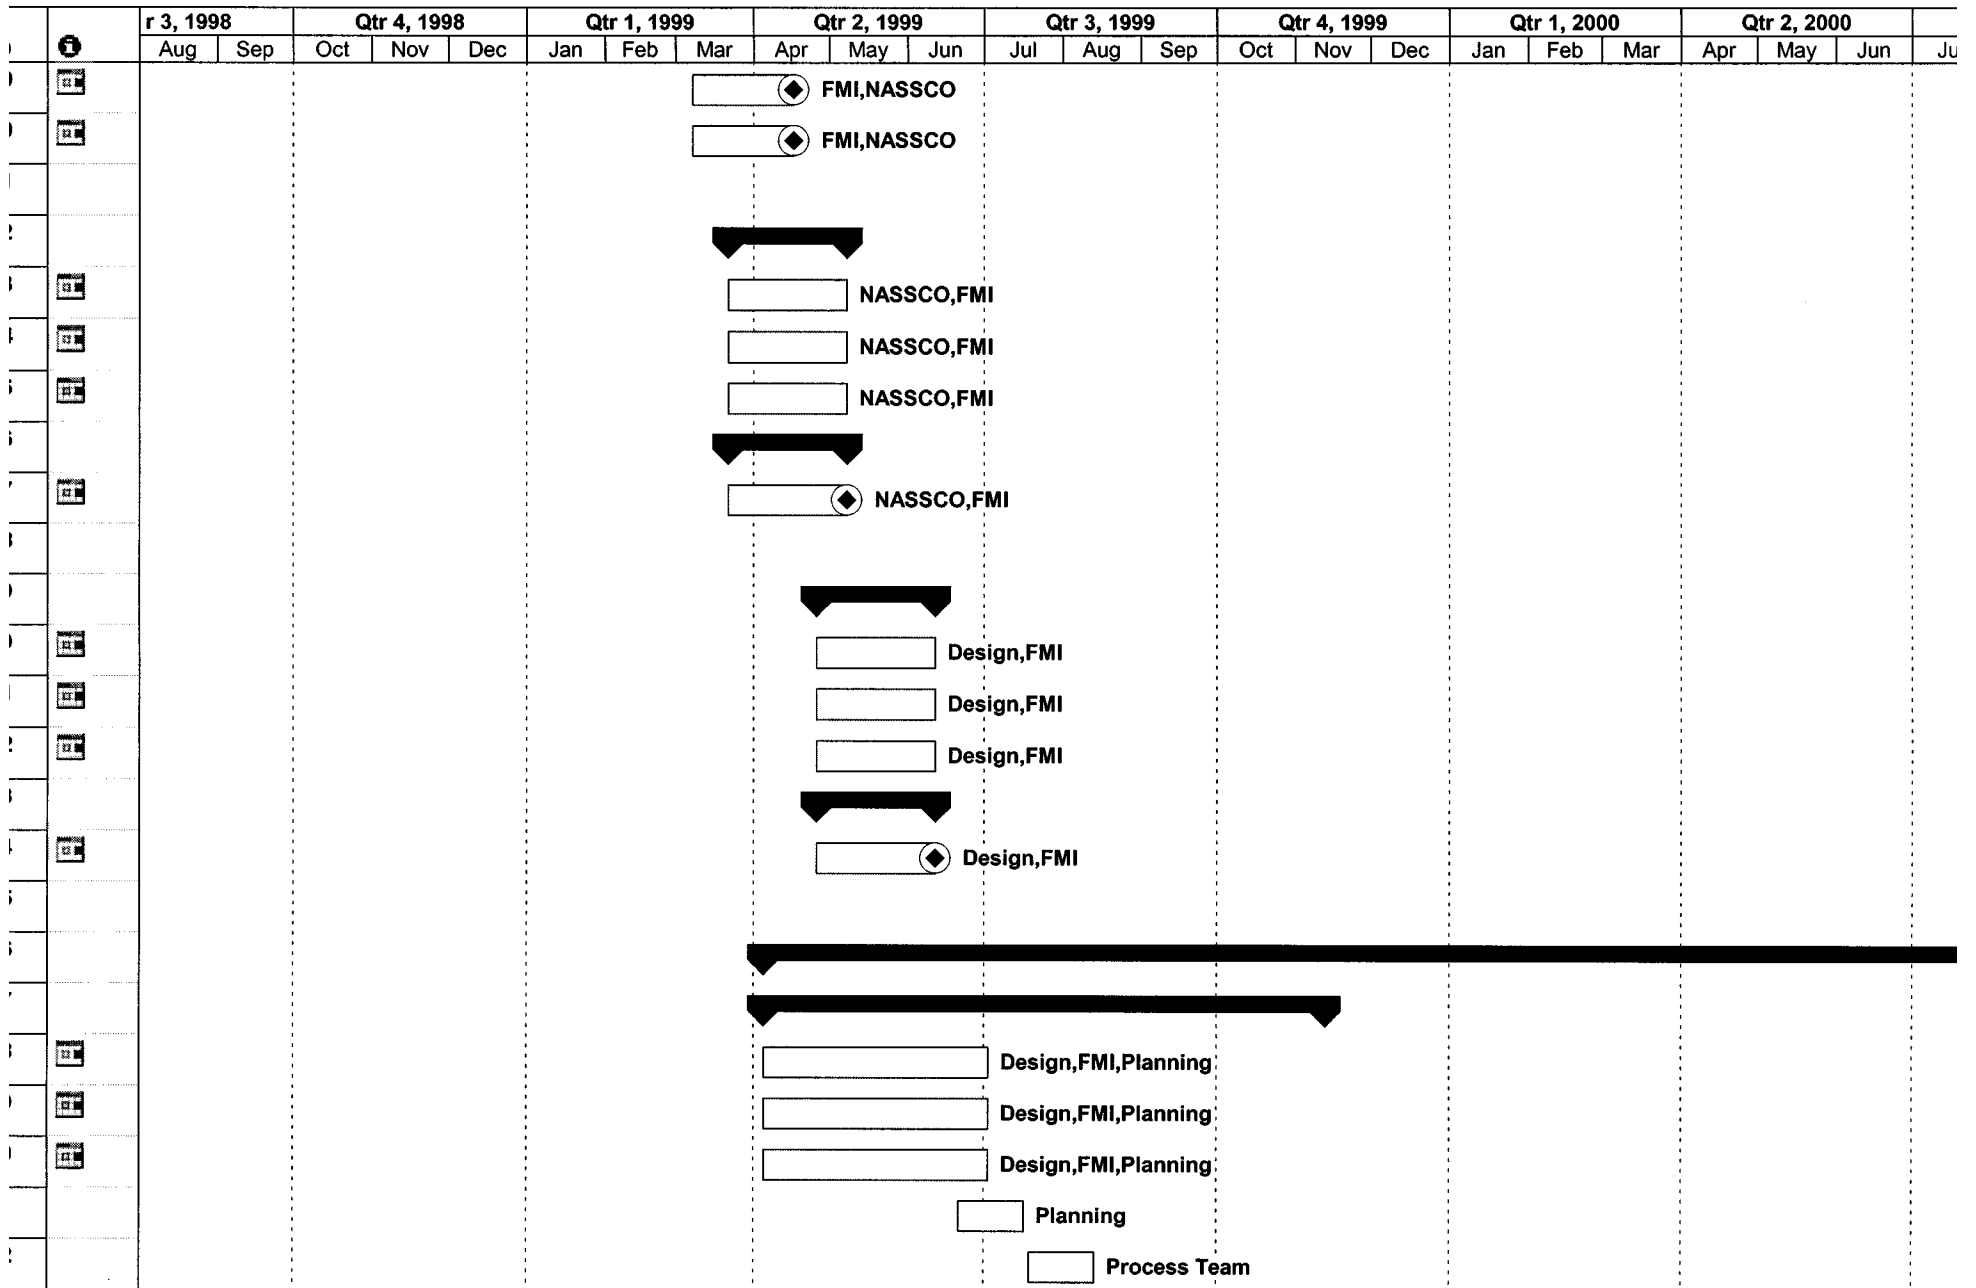 r 3, 1998 Qtr 4, 1998 Qtr 1, 1999 Qtr 2, 1999 Qtr 3, 1999 Qtr 4, 1999 Qtr 1, 2000 Qtr 2, 2000
Aug Sep Oct Nov Dec Jan Feb Mar Apr May Jun Jul Aug Sep Oct Nov Dec Jan Feb Mar Apr May Jun Ju
FMI,NASSCO
FMI,NASSCO
NASSCO,FMI
NASSCO,FMI
NASSCO,FMI
NASSCO,FMI
Design,FMI
Design,FMI
Design,FMI
Design,FMI
Design,FMI,Planning
Design,FMI,Planning
Design,FMI,Planning
Planning
Process Team